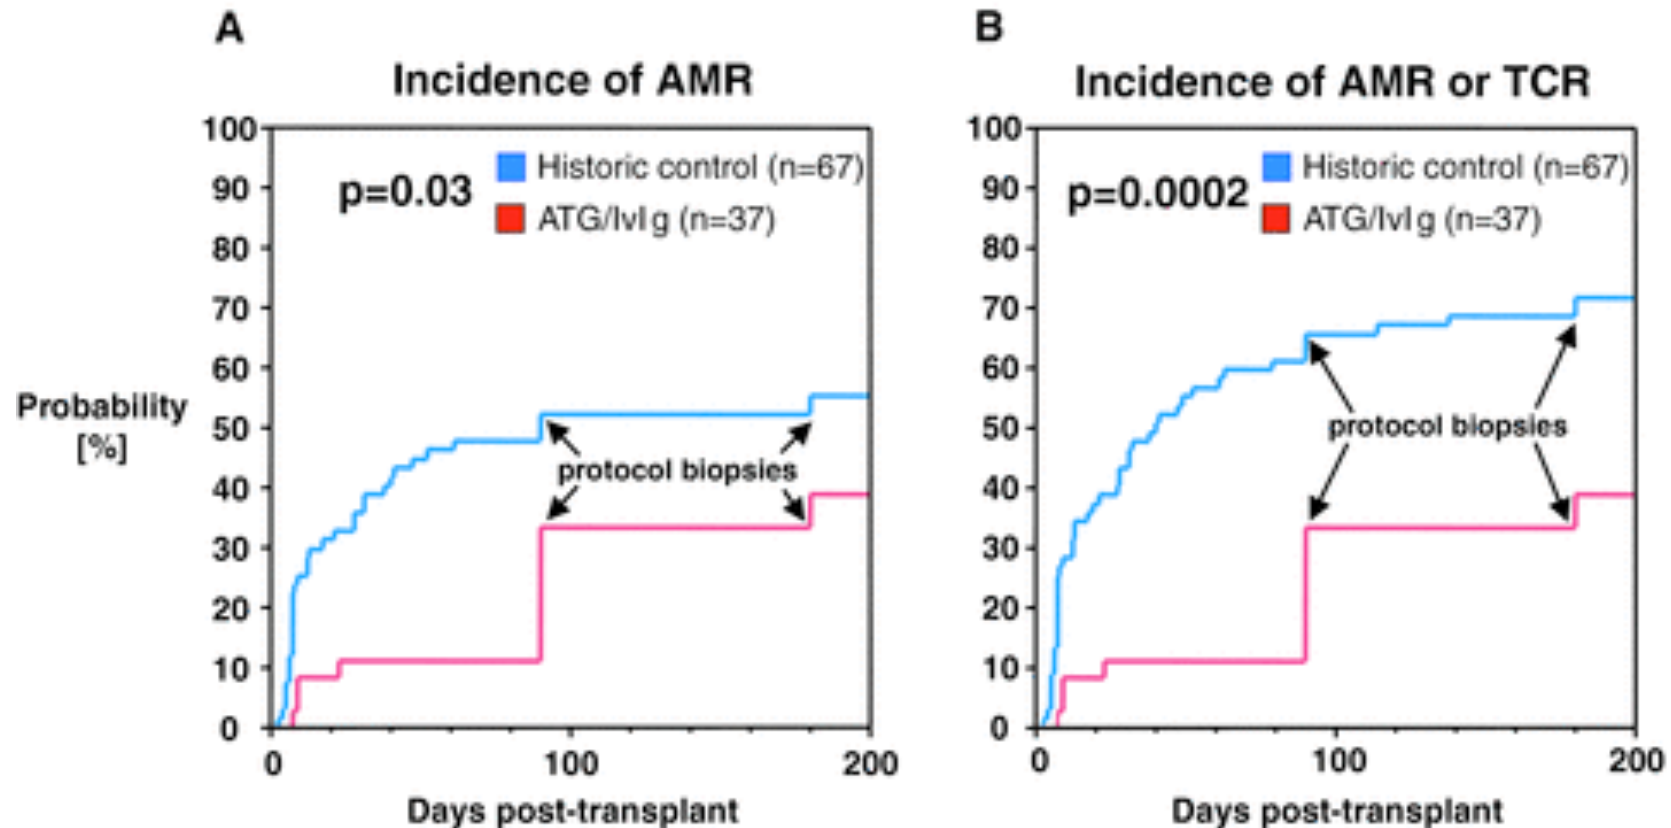 A
Incidence of AMR
100
90
80
70
60
50
40
30
20
10
0
Probability
[%]
p=0.03
Historic control (n=67)
ATG/IvIg (n=37)
protocol biopsies
0
100
200
Days post-transplant
B
Incidence of AMR or TCR
100
90
80
70
60
50
40
30
20
10
0
p=0.0002
Historic control (n=67)
ATG/IvIg (n=37)
protocol biopsies
0
100
200
Days post-transplant